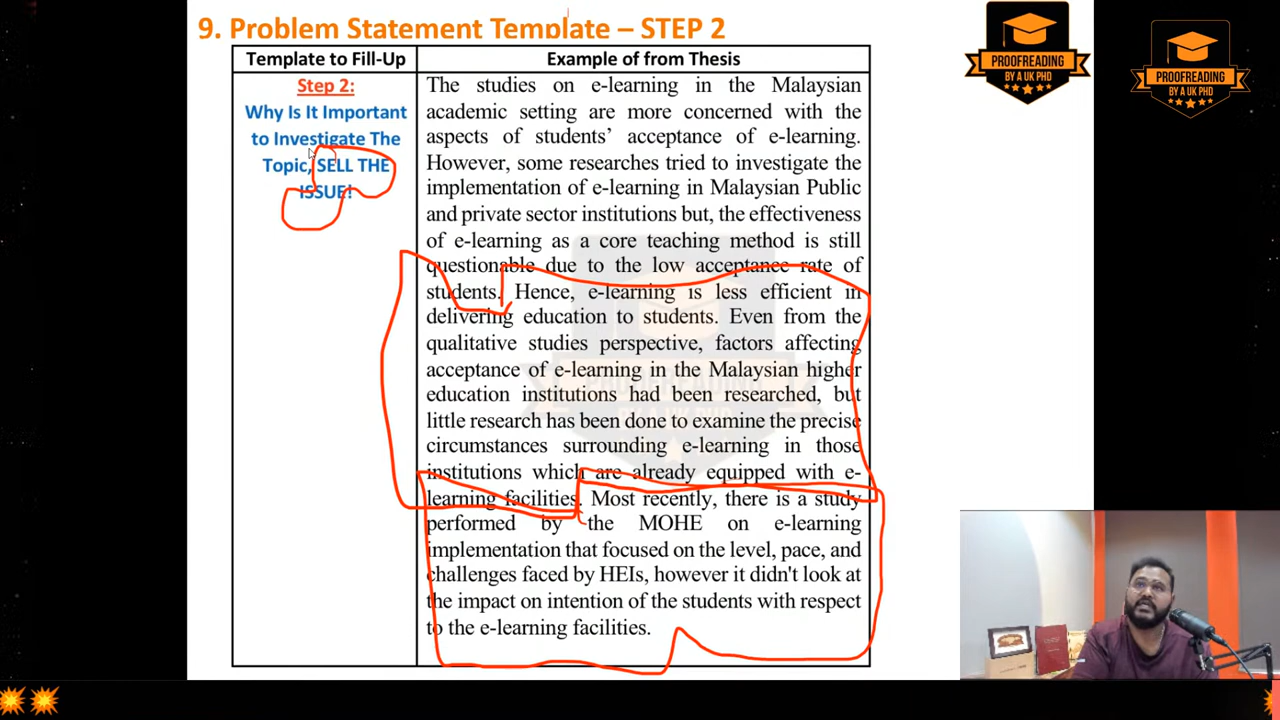 9. Problem Statement Template – STEP 2
PROOFREADING
BY A UK PHD
PROOFREADING
BY A UK PHD
Template to Fill-Up
Example of from Thesis
Step 2:
Why Is It Important
to Investigate The
Topic, SELL THE
ISSUE!
The studies on e-learning in the Malaysian
academic setting are more concerned with the
aspects of students’ acceptance of e-learning.
However, some researches tried to investigate the
implementation of e-learning in Malaysian Public
and private sector institutions but, the effectiveness
of e-learning as a core teaching method is still
questionable due to the low acceptance rate of
students. Hence, e-learning is less efficient in
delivering education to students. Even from the
qualitative studies perspective, factors affecting
acceptance of e-learning in the Malaysian higher
education institutions had been researched, but
little research has been done to examine the precise
circumstances surrounding e-learning in those
institutions which are already equipped with e-
learning facilities. Most recently, there is a study
performed by the MOHE on e-learning
implementation that focused on the level, pace, and
challenges faced by HEIs, however it didn't look at
the impact on intention of the students with respect
to the e-learning facilities.
PROOFREADING
BY A UK PHD